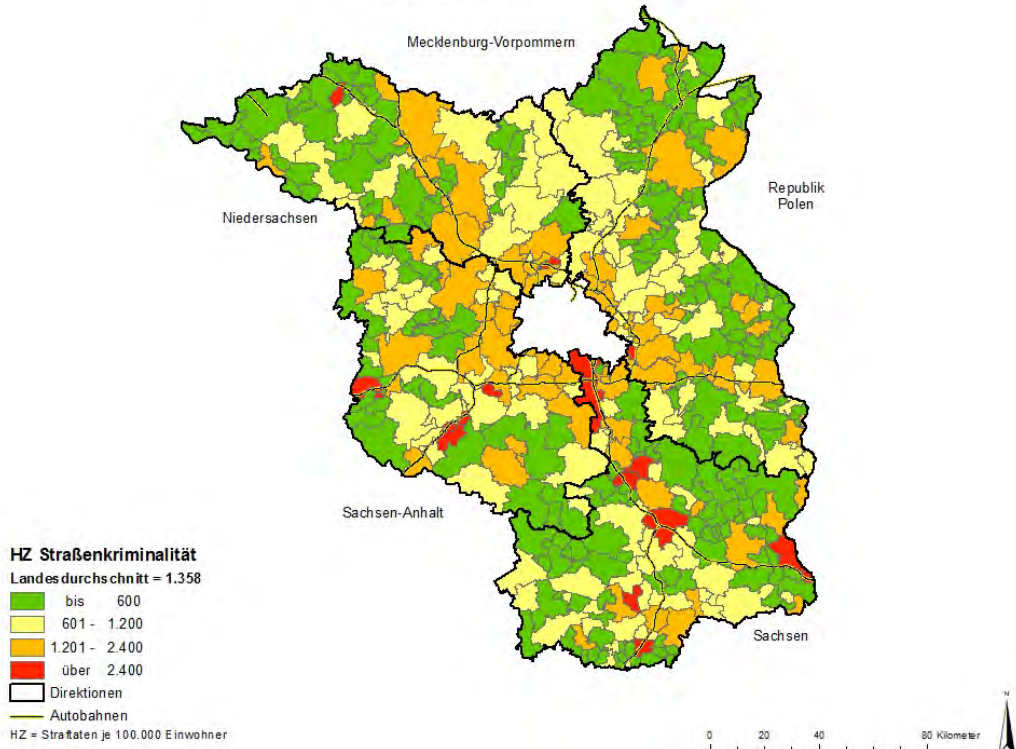 Mecklenburg-Vorpommern
Niedersachsen
Republik
Polen
Sachsen-Anhalt
Sachsen
HZ Straßenkriminalität
Landesdurchschnitt = 1.358
bis 600
601 - 1.200
1.201 - 2.400
über 2.400
Direktionen
Autobahnen
HZ = Straftaten je 100.000 Einwohner
N
0 20 40 80 Kilometer